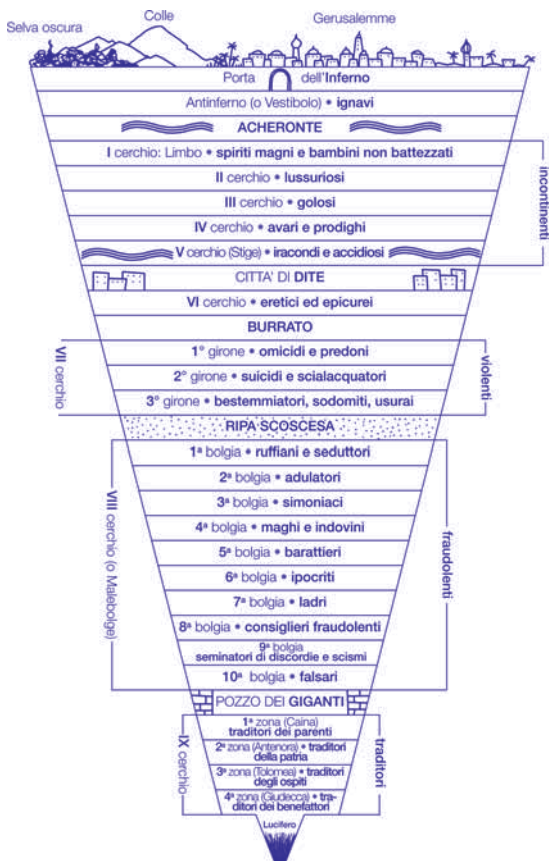 Selva oscura
Colle
Gerusalemme
Porta dell'Inferno
Antinferno (o Vestibolo) • ignavi
ACHERONTE
I cerchio: Limbo • spiriti magni e bambini non battezzati
II cerchio • lussuriosi
III cerchio • golosi
IV cerchio • avari e prodighi
V cerchio (Stige) • iracondi e accidiosi
incontinenti
CITTA' DI DITE
VI cerchio • eretici ed epicurei
BURRATO
VII cerchio
1° girone • omicidi e predoni
2° girone • suicidi e scialacquatori
3° girone • bestemmiatori, sodomiti, usurai
violenti
RIPA SCOSCESA
VIII cerchio (o Malebolge)
1ª bolgia • ruffiani e seduttori
2ª bolgia • adulatori
3ª bolgia • simoniaci
4ª bolgia • maghi e indovini
5ª bolgia • barattieri
6ª bolgia • ipocriti
7ª bolgia • ladri
8ª bolgia • consiglieri fraudolenti
9ª bolgia
seminatori di discordie e scismi
10ª bolgia • falsari
fraudolenti
POZZO DEI GIGANTI
IX cerchio
1ª zona (Caina)
traditori dei parenti
2ª zona (Antenora) • traditori
della patria
3ª zona (Tolomea) • traditori
degli ospiti
4ª zona (Giudecca) • tra-
ditori dei benefattori
traditori
Lucifero